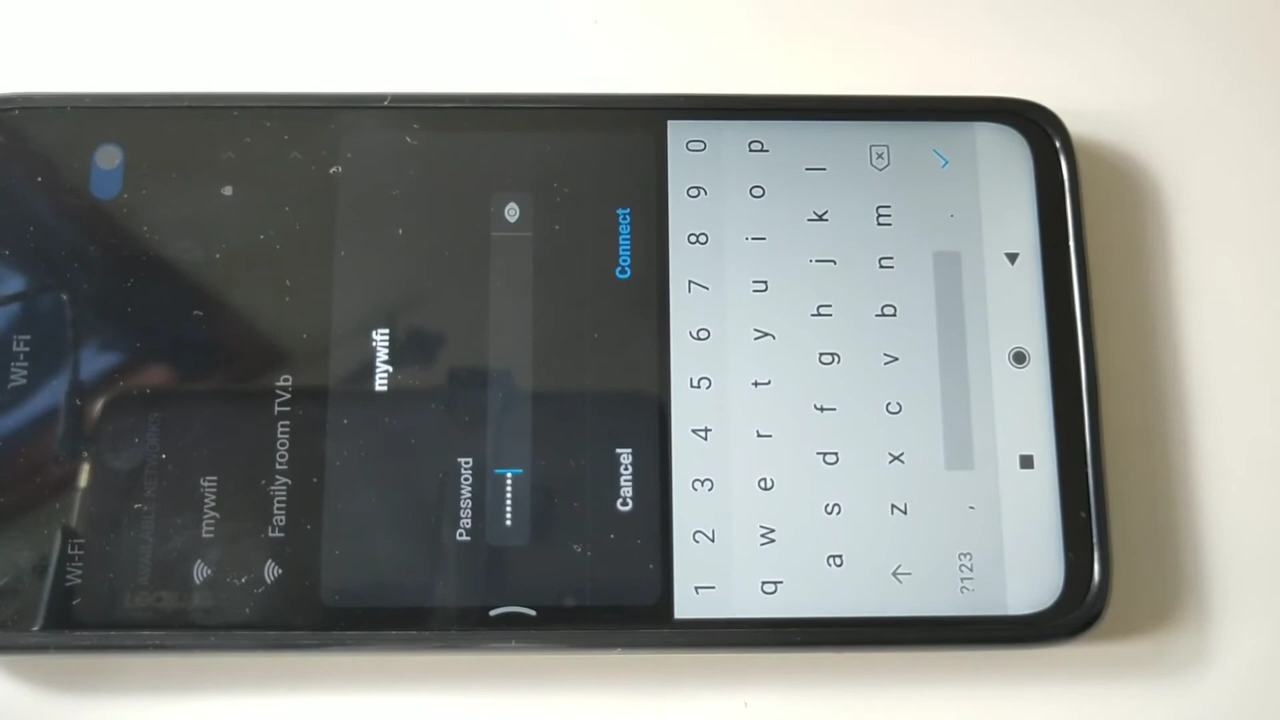 Wi-Fi
Wi-Fi
AVAILABLE NETWORKS
mywifi
Family room TV.b
mywifi
Password
••••••••
Cancel Connect
1 2 3 4 5 6 7 8 9 0
q w e r t y u i o p
a s d f g h j k l
z x c v b n m
?123 , .